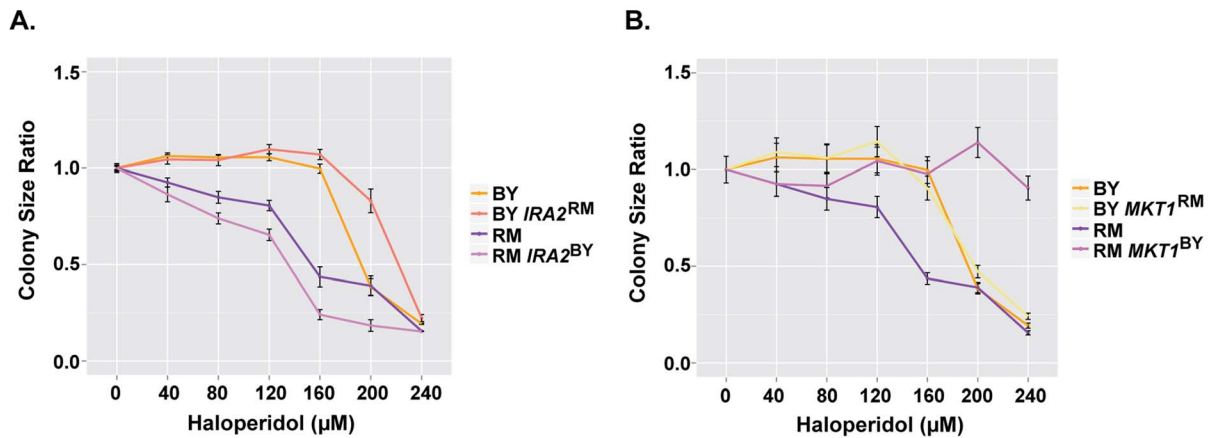 A.
Colony Size Ratio
1.5
1.0
0.5
0.0
0 40 80 120 160 200 240
Haloperidol (µM)
BY
BY IRA2RM
RM
RM IRA2BY
B.
Colony Size Ratio
1.5
1.0
0.5
0.0
0 40 80 120 160 200 240
Haloperidol (µM)
BY
BY MKT1RM
RM
RM MKT1BY